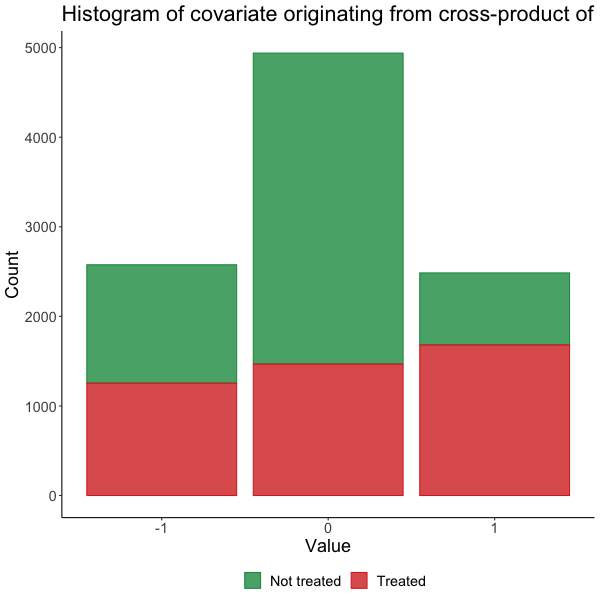 Histogram of covariate originating from cross-product of
5000
4000
3000
2000
1000
0
Count
-1 0 1
Value
Not treated Treated